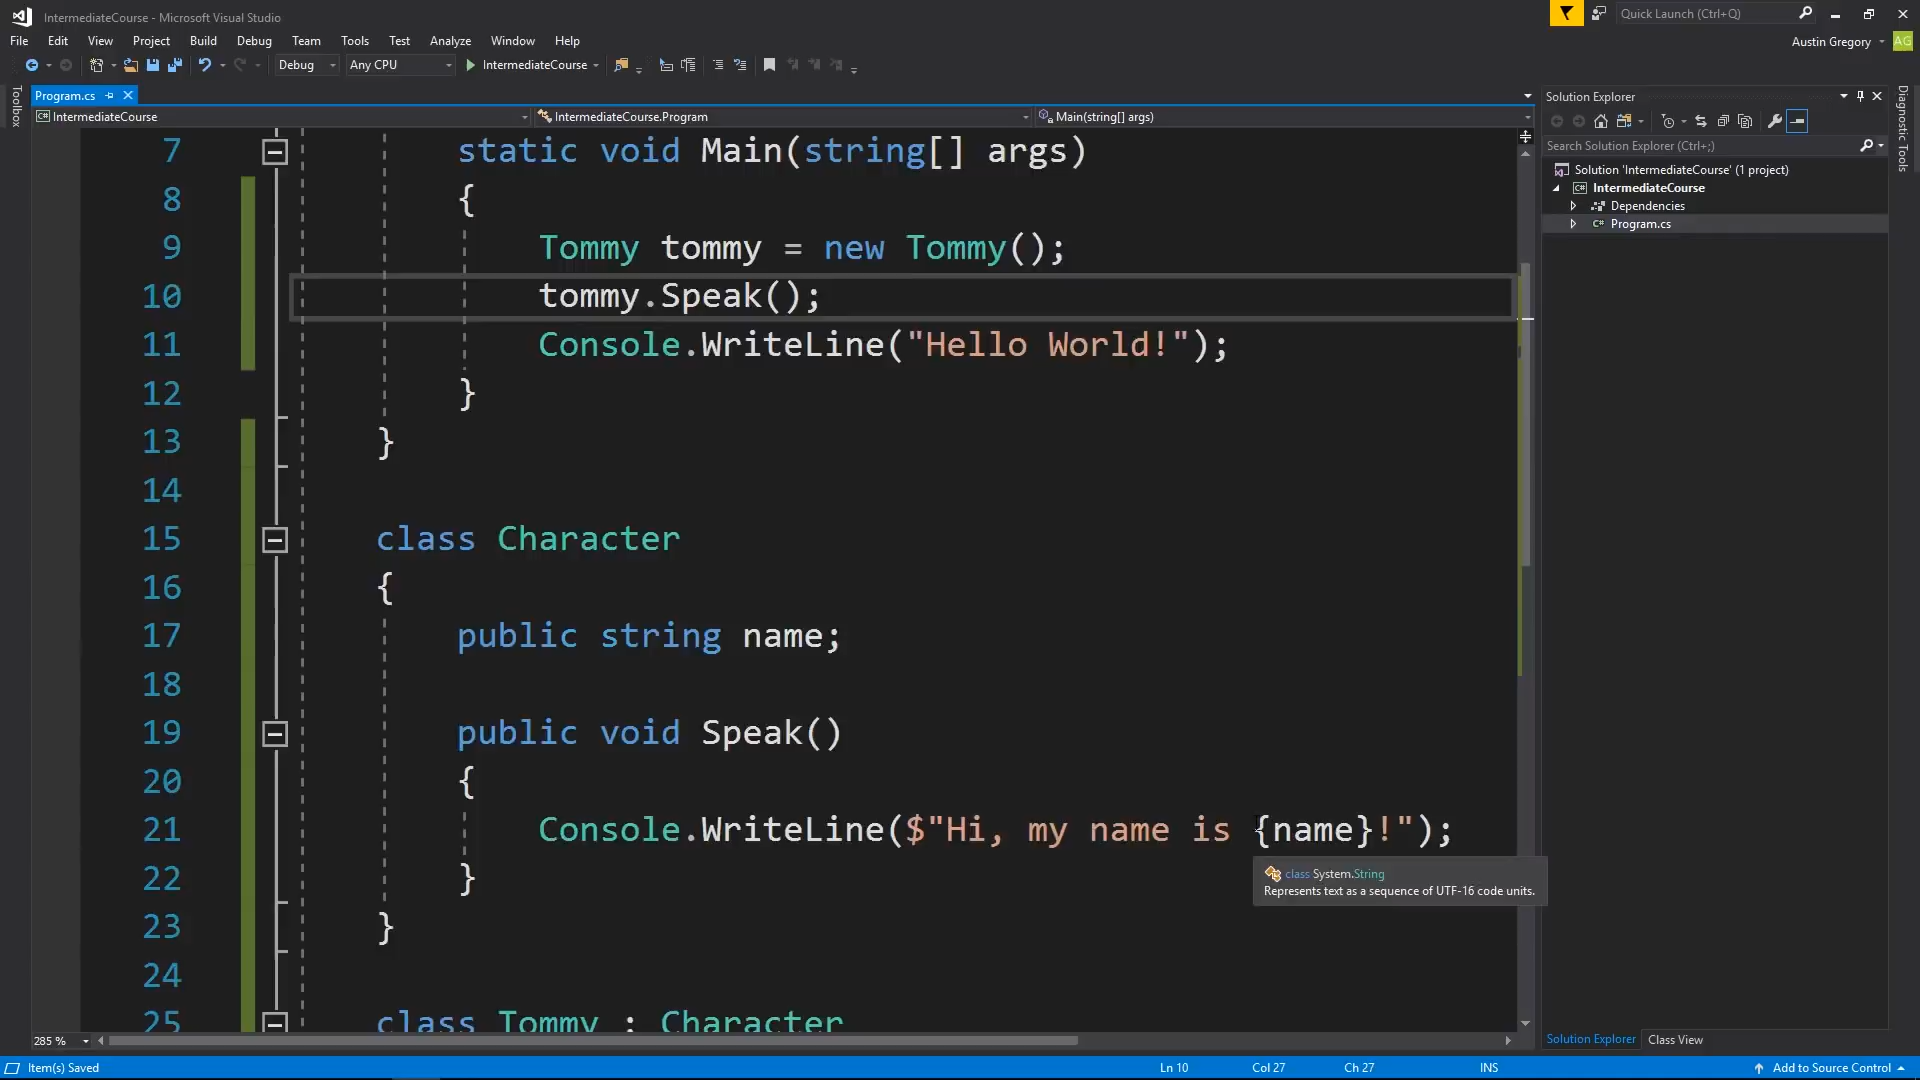 IntermediateCourse - Microsoft Visual Studio
Quick Launch (Ctrl+Q)
File Edit View Project Build Debug Team Tools Test Analyze Window Help
Austin Gregory AG
Debug Any CPU IntermediateCourse
Toolbox
Program.cs
Solution Explorer
Diagnostic Tools
IntermediateCourse IntermediateCourse.Program Main(string[] args)
Search Solution Explorer (Ctrl+;)
Solution 'IntermediateCourse' (1 project)
IntermediateCourse
Dependencies
Program.cs
7 static void Main(string[] args)
8 {
9 Tommy tommy = new Tommy();
10 tommy.Speak();
11 Console.WriteLine("Hello World!");
12 }
13 }
14
15 class Character
16 {
17 public string name;
18
19 public void Speak()
20 {
21 Console.WriteLine($"Hi, my name is {name}!");
class System.String
Represents text as a sequence of UTF-16 code units.
22 }
23 }
24
25 class Tommy : Character
285 %
Solution Explorer Class View
Item(s) Saved Ln 10 Col 27 Ch 27 INS Add to Source Control